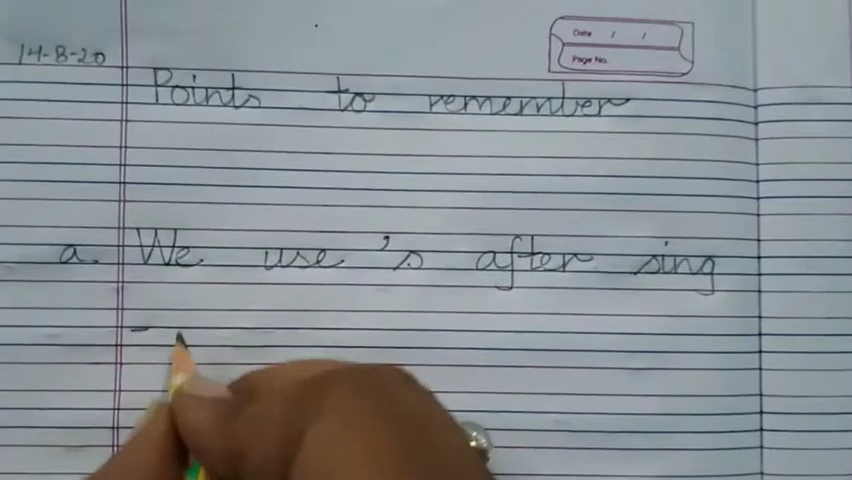 Date / /
Page No.
14-8-20
Points to remember
a. We use 's after sing
-